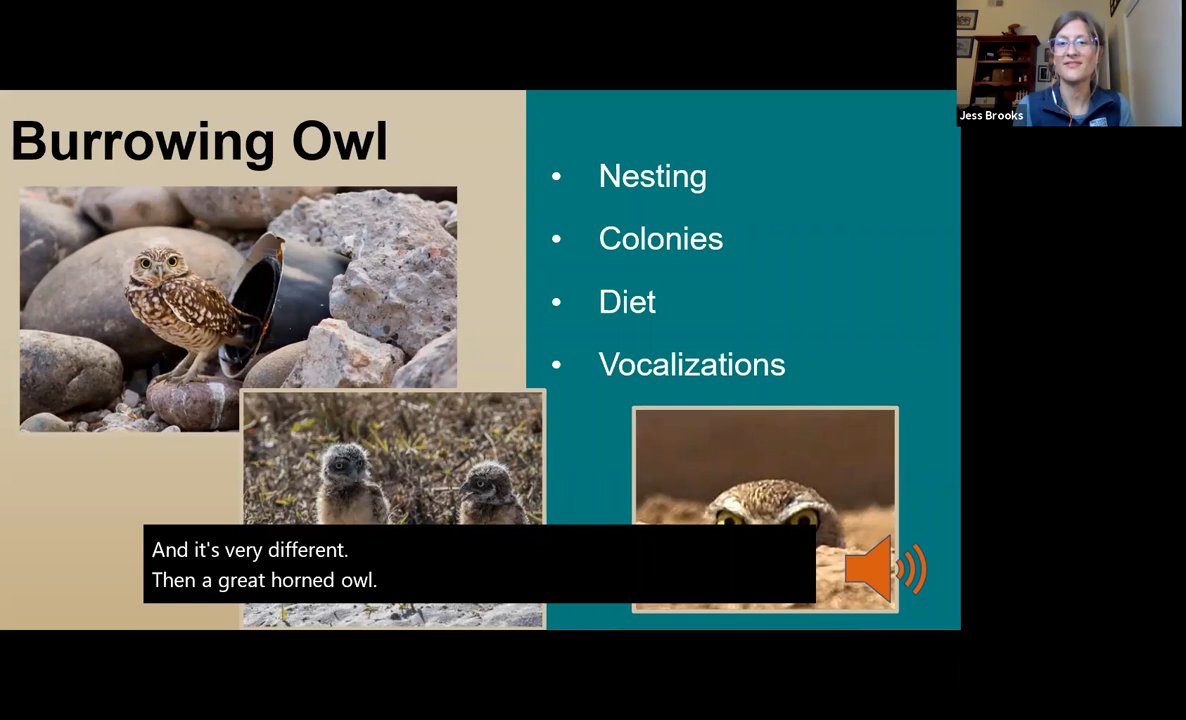 Jess Brooks
Burrowing Owl
• Nesting
• Colonies
• Diet
• Vocalizations
And it's very different.
Then a great horned owl.